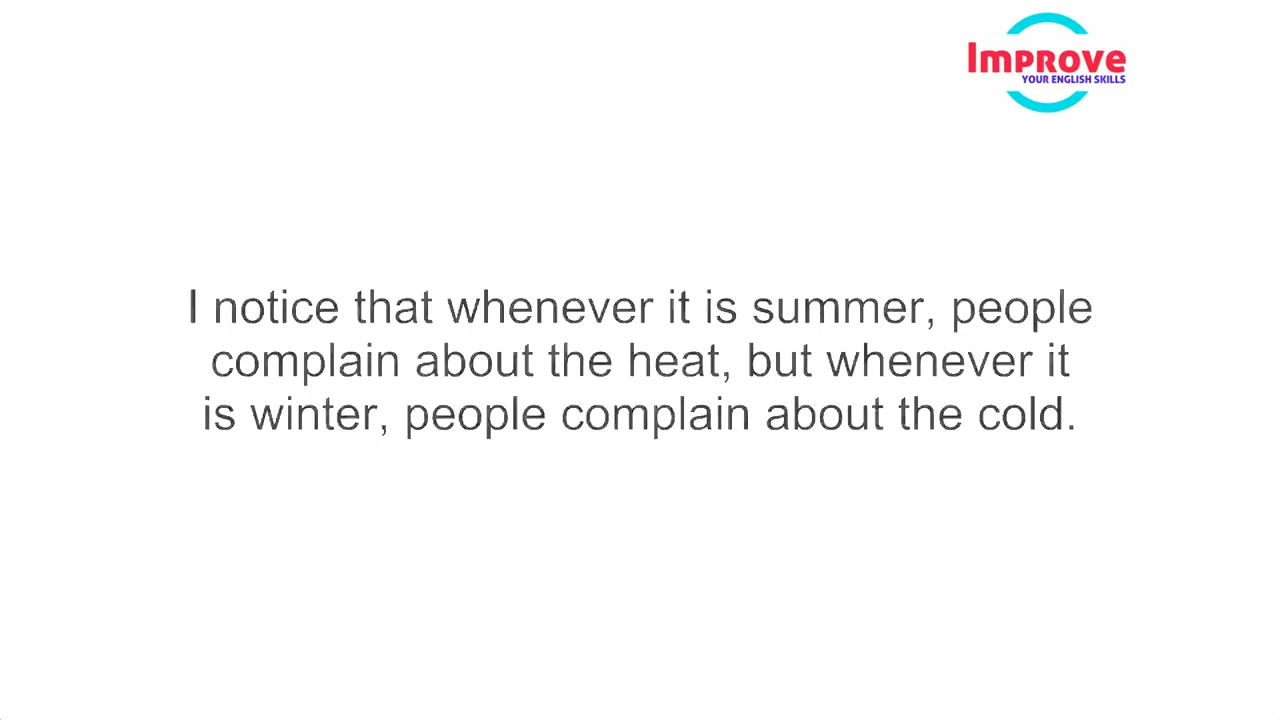 Improve
YOUR ENGLISH SKILLS
I notice that whenever it is summer, people
complain about the heat, but whenever it
is winter, people complain about the cold.